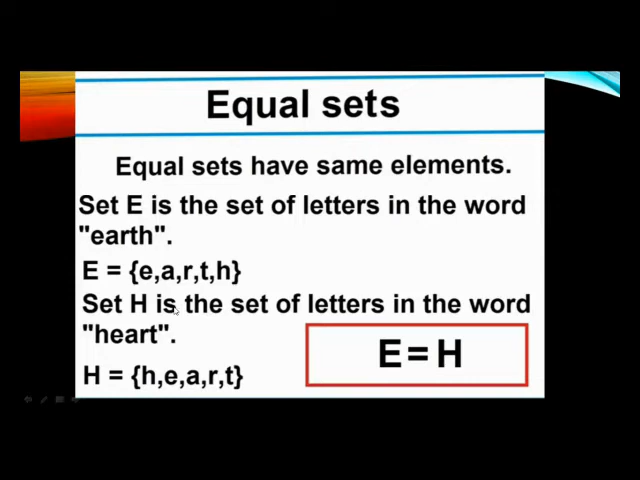 Equal sets
Equal sets have same elements.
Set E is the set of letters in the word
"earth".
E = {e,a,r,t,h}
Set H is the set of letters in the word
"heart".
E = H
H = {h,e,a,r,t}